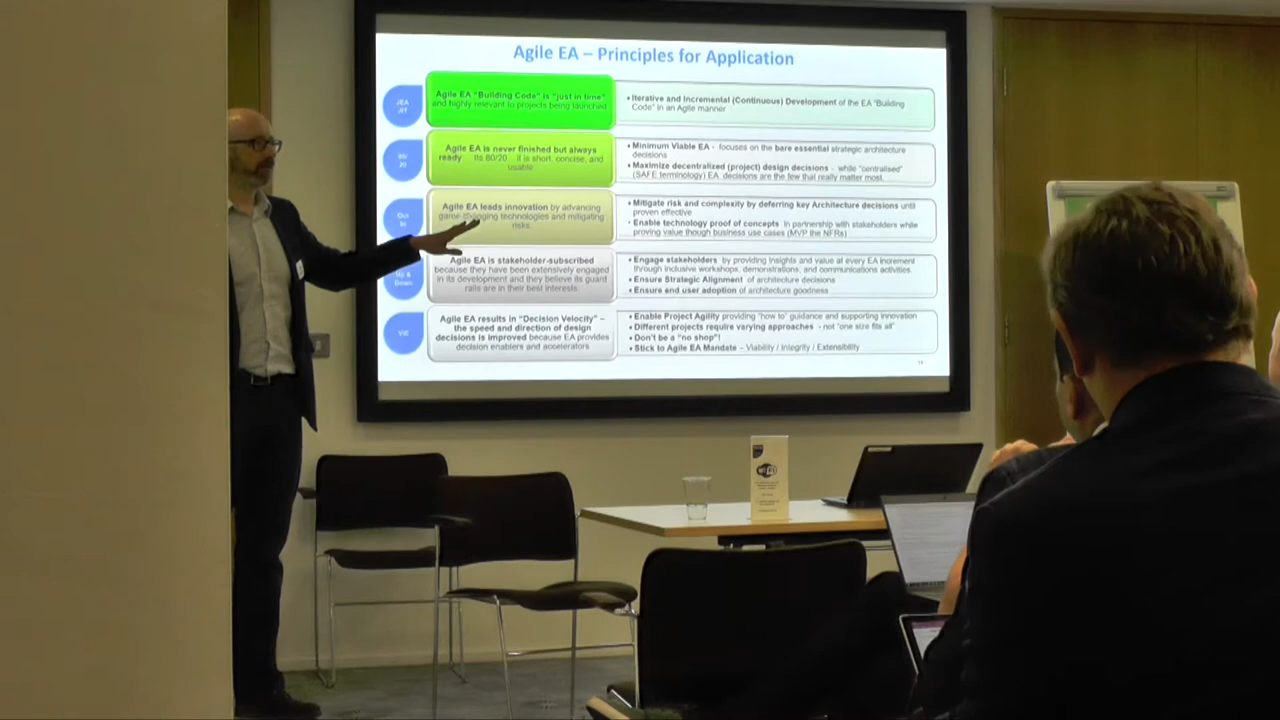 Agile EA – Principles for Application
JEA
JIT
Agile EA "Building Code" is "just in time"
and highly relevant to projects being launched
• Iterative and Incremental (Continuous) Development of the EA "Building
Code" in an Agile manner
80/
20
Agile EA is never finished but always
ready Its 80/20 it is short, concise, and
usable
• Minimum Viable EA - focuses on the bare essential strategic architecture
decisions
• Maximize decentralized (project) design decisions - while "centralised"
(SAFE terminology) EA decisions are the few that really matter most.
Out
In
Agile EA leads innovation by advancing
game changing technologies and mitigating
risks.
• Mitigate risk and complexity by deferring key Architecture decisions until
proven effective
• Enable technology proof of concepts in partnership with stakeholders while
proving value though business use cases (MVP the NFRs)
Up &
Down
Agile EA is stakeholder-subscribed
because they have been extensively engaged
in its development and they believe its guard
rails are in their best interests.
• Engage stakeholders by providing insights and value at every EA increment
through inclusive workshops, demonstrations, and communications activities.
• Ensure Strategic Alignment of architecture decisions
• Ensure end user adoption of architecture goodness
VIE
Agile EA results in "Decision Velocity" –
the speed and direction of design
decisions is improved because EA provides
decision enablers and accelerators
• Enable Project Agility providing "how to" guidance and supporting innovation
• Different projects require varying approaches - not "one size fits all"
• Don't be a "no shop"!
• Stick to Agile EA Mandate – Viability / Integrity / Extensibility
WiFi